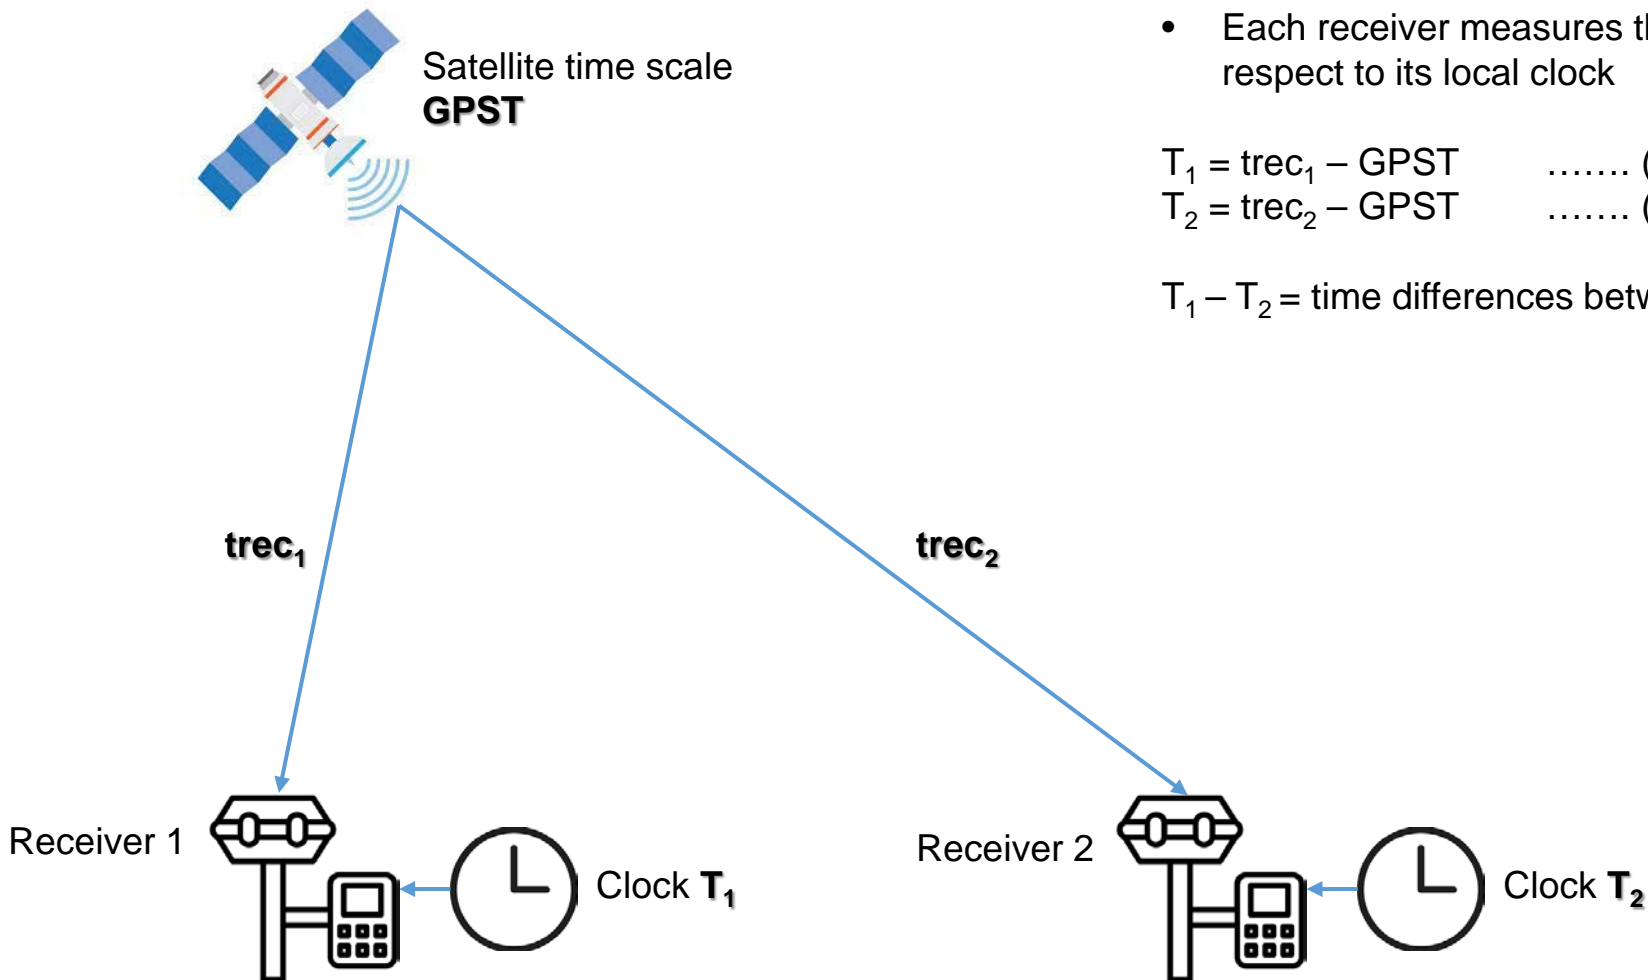 Satellite time scale
GPST
• Each receiver measures
respect to its local clock
T₁ = trec₁ – GPST ……. (
T₂ = trec₂ – GPST ……. (
T₁ – T₂ = time differences
trec₁
trec₂
Receiver 1
Clock T₁
Receiver 2
Clock T₂